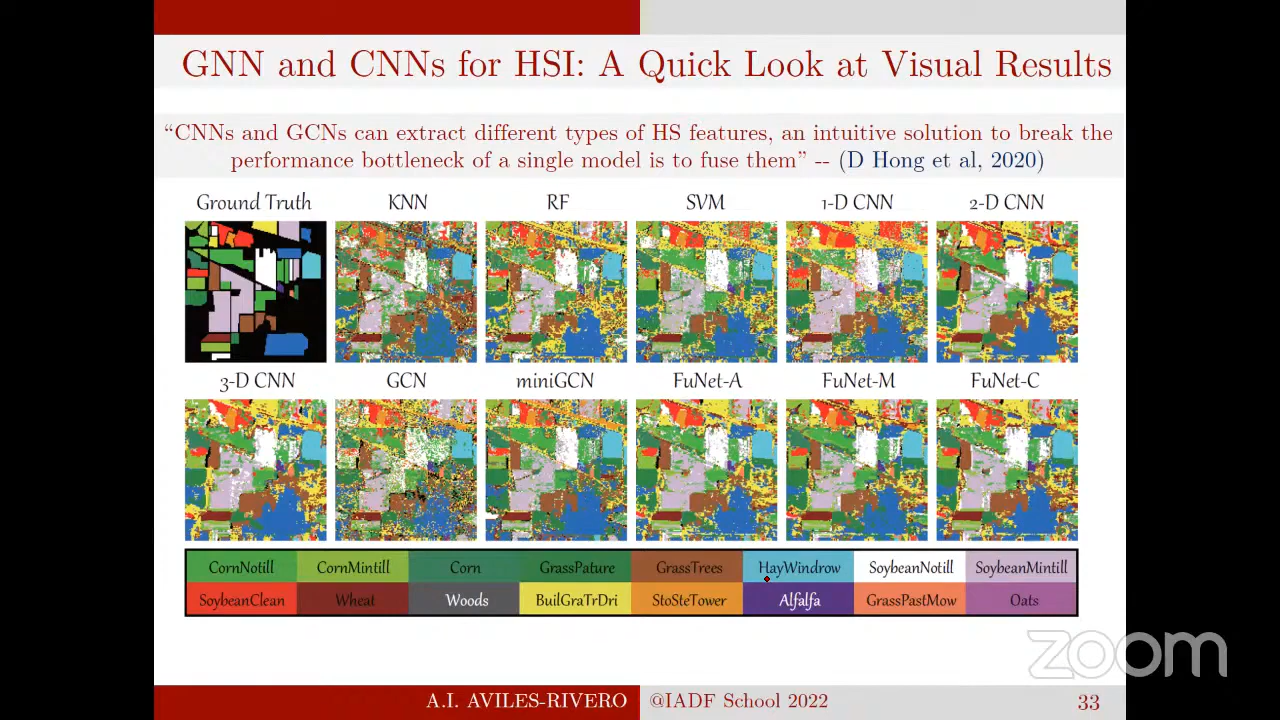 GNN and CNNs for HSI: A Quick Look at Visual Results
“CNNs and GCNs can extract different types of HS features, an intuitive solution to break the
performance bottleneck of a single model is to fuse them” -- (D Hong et al, 2020)
Ground Truth KNN RF SVM 1-D CNN 2-D CNN
3-D CNN GCN miniGCN FuNet-A FuNet-M FuNet-C
CornNotill CornMintill Corn GrassPature GrassTrees HayWindrow SoybeanNotill SoybeanMintill
SoybeanClean Wheat Woods BuilGraTrDri StoSteTower Alfalfa GrassPastMow Oats
zoom
A.I. AVILES-RIVERO @IADF School 2022 33